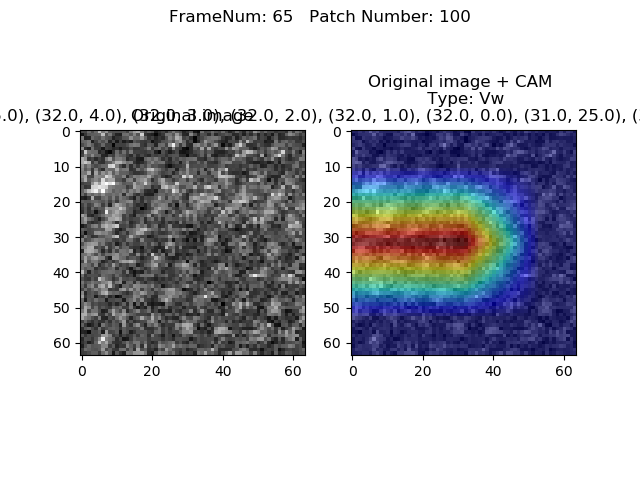 FrameNum: 65   Patch Number: 100
Original image + CAM
Type: Vw
Original image
.0), (32.0, 4.0), (32.0, 3.0), (32.0, 2.0), (32.0, 1.0), (32.0, 0.0), (31.0, 25.0), (
0
10
20
30
40
50
60
0 20 40 60
0
10
20
30
40
50
60
0 20 40 60